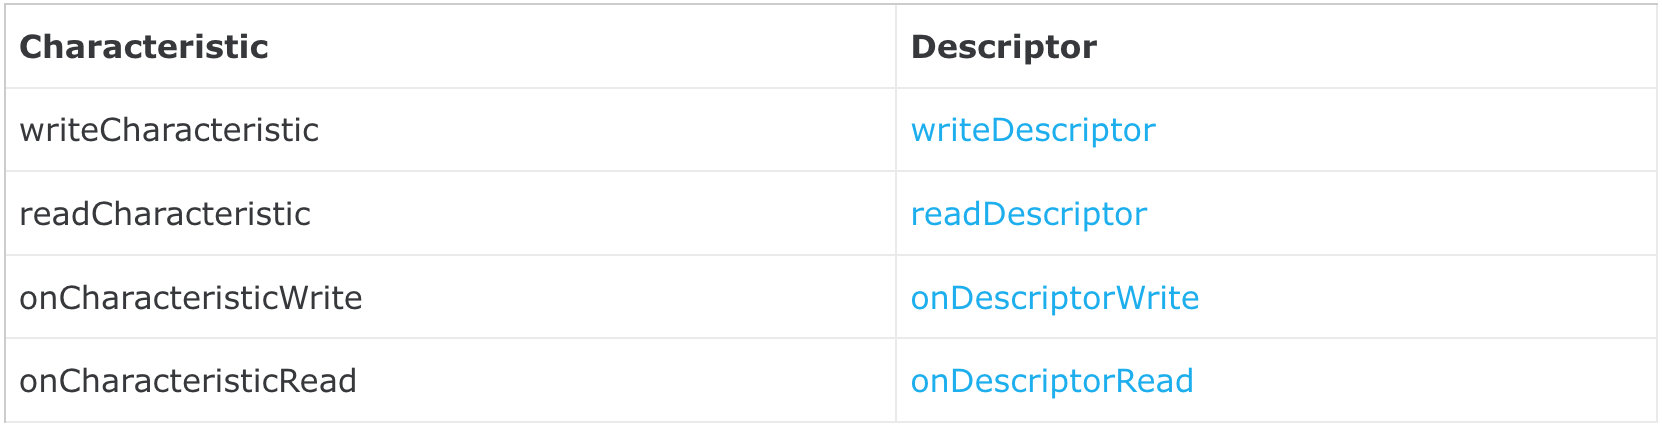 Characteristic Descriptor
writeCharacteristic writeDescriptor
readCharacteristic readDescriptor
onCharacteristicWrite onDescriptorWrite
onCharacteristicRead onDescriptorRead